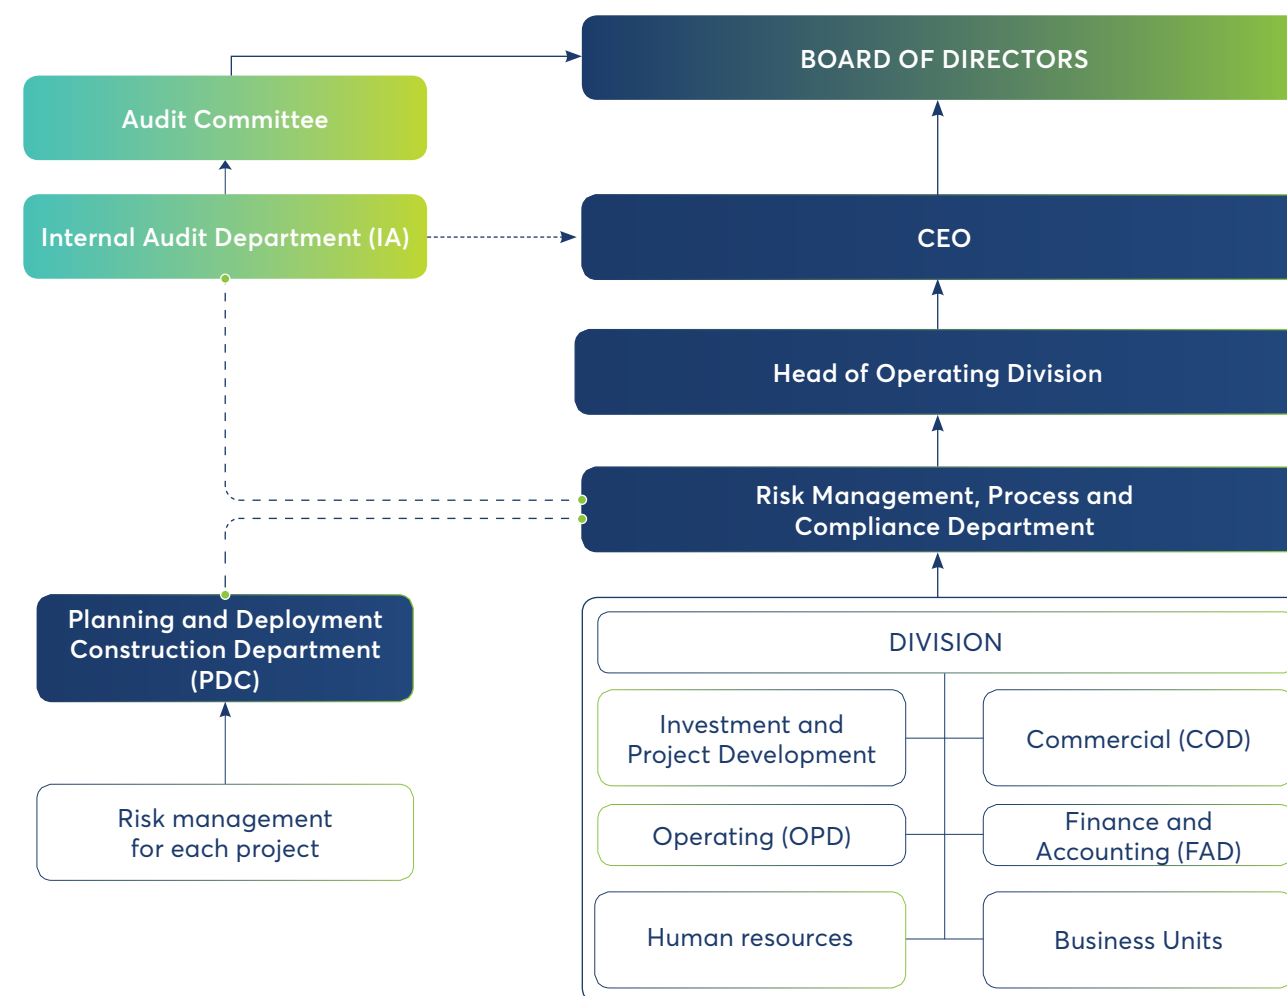 BOARD OF DIRECTORS
Audit Committee
Internal Audit Department (IA)
CEO
Head of Operating Division
Risk Management, Process and
Compliance Department
Planning and Deployment
Construction Department
(PDC)
Risk management
for each project
DIVISION
Investment and
Project Development
Commercial (COD)
Operating (OPD)
Finance and
Accounting (FAD)
Human resources
Business Units